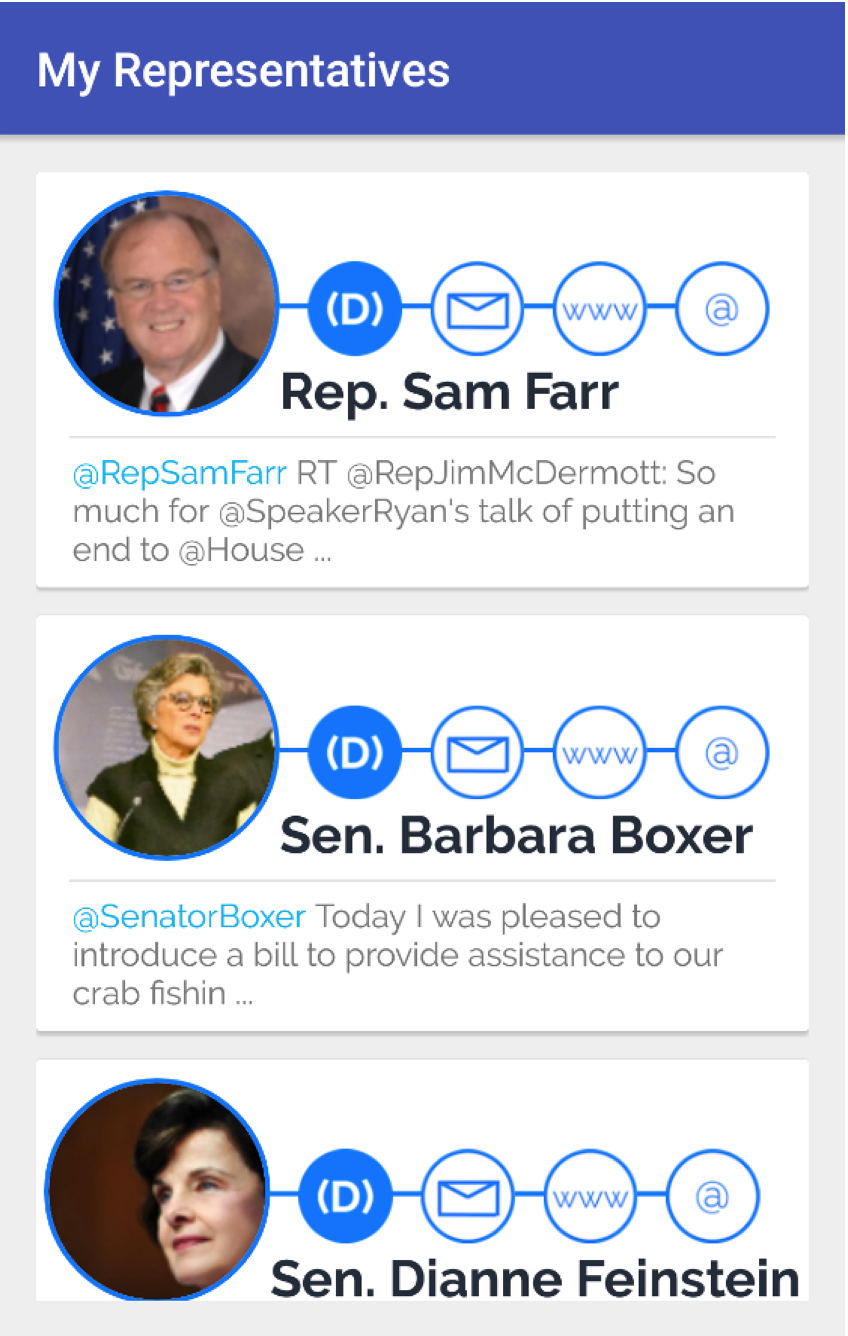 My Representatives
(D) www @
Rep. Sam Farr
@RepSamFarr RT @RepJimMcDermott: So
much for @SpeakerRyan's talk of putting an
end to @House ...
(D) www @
Sen. Barbara Boxer
@SenatorBoxer Today I was pleased to
introduce a bill to provide assistance to our
crab fishin ...
(D) www @
Sen. Dianne Feinstein